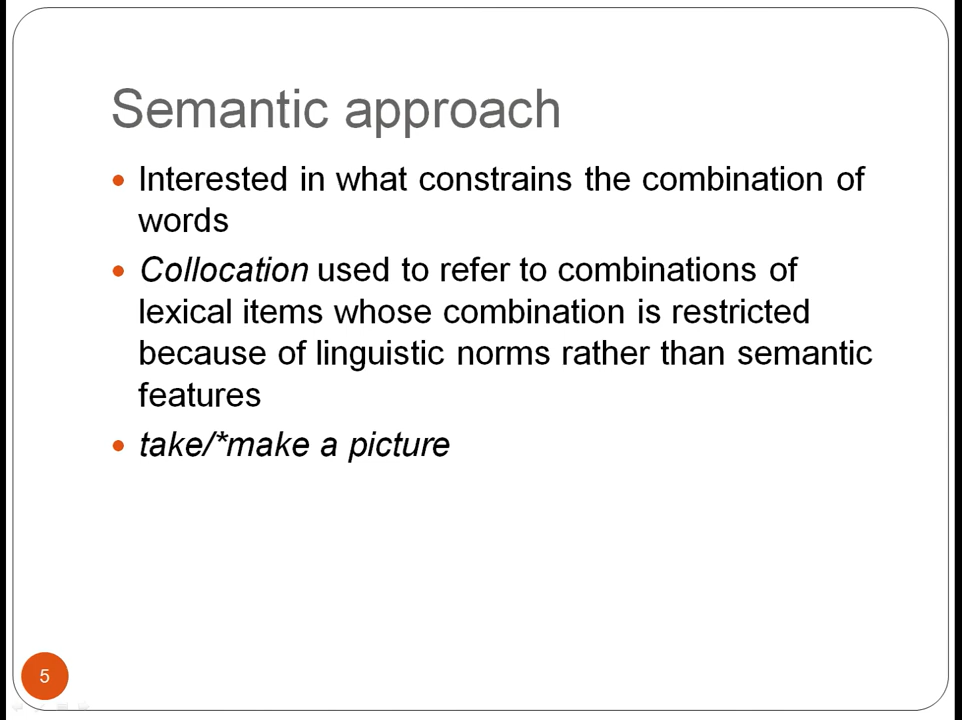 Semantic approach
• Interested in what constrains the combination of
words
• Collocation used to refer to combinations of
lexical items whose combination is restricted
because of linguistic norms rather than semantic
features
• take/*make a picture
5